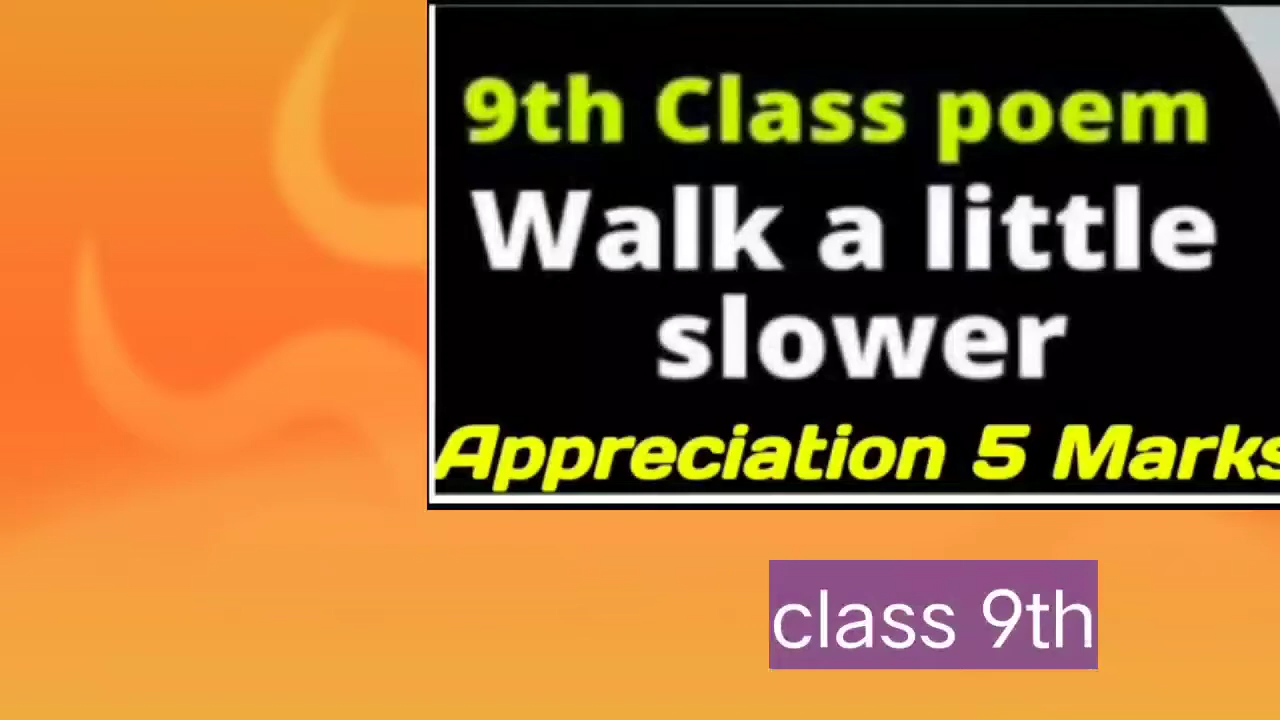 9th Class poem
Walk a little
slower
Appreciation 5 Marks
class 9th